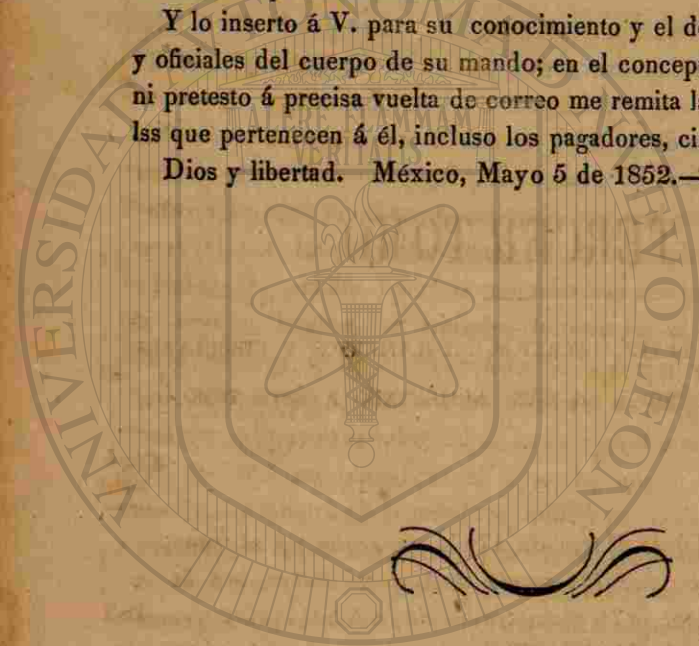 Y lo inserto á V. para su conocimiento y el d
y oficiales del cuerpo de su mando; en el concep
ni pretesto á precisa vuelta de correo me remita l
lss que pertenecen á él, incluso los pagadores, ci
Dios y libertad. México, Mayo 5 de 1852.—